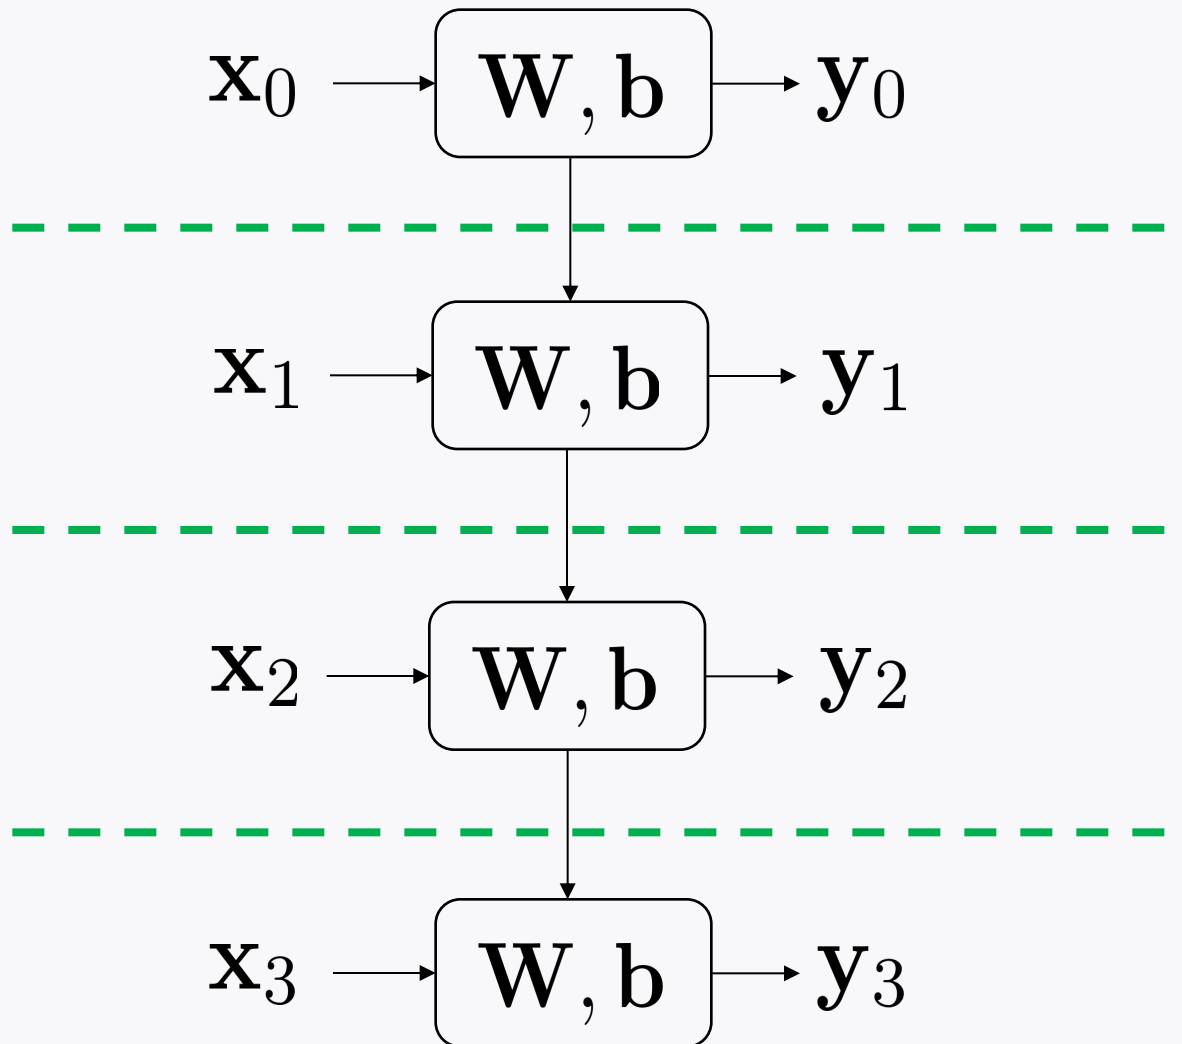 x₀ W, b y₀
x₁ W, b y₁
x₂ W, b y₂
x₃ W, b y₃